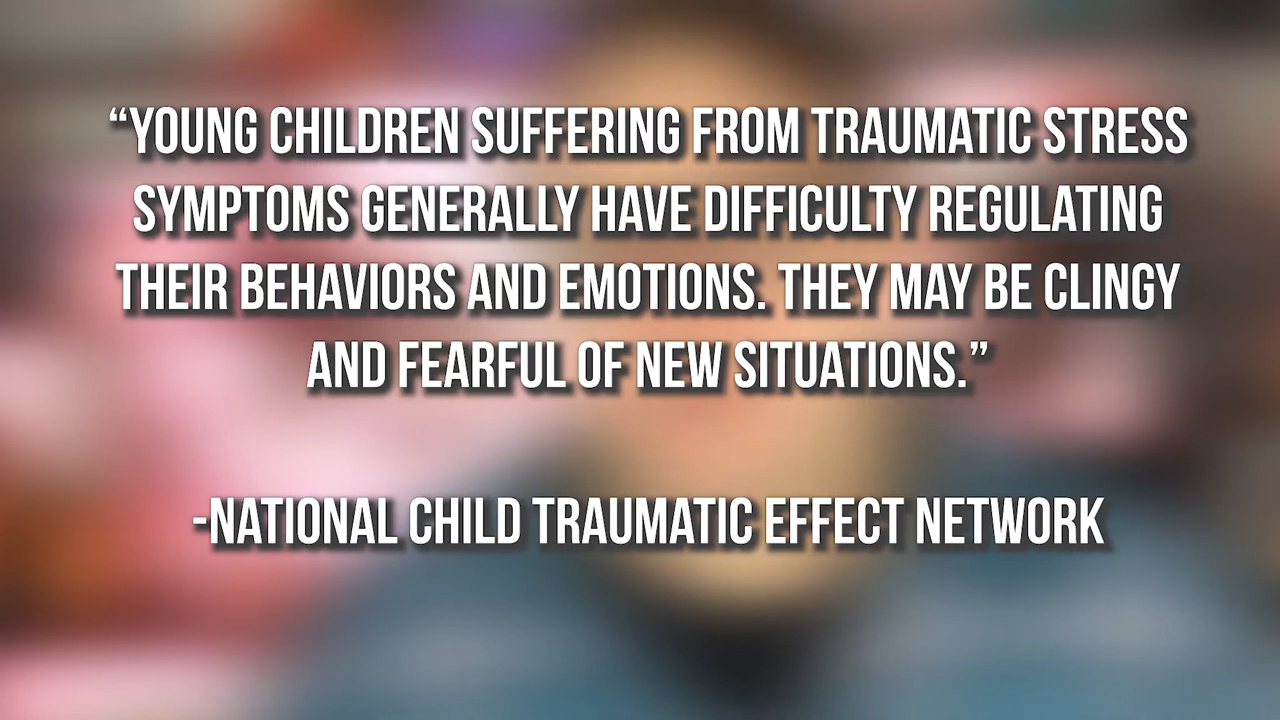 “YOUNG CHILDREN SUFFERING FROM TRAUMATIC STRESS
SYMPTOMS GENERALLY HAVE DIFFICULTY REGULATING
THEIR BEHAVIORS AND EMOTIONS. THEY MAY BE CLINGY
AND FEARFUL OF NEW SITUATIONS.”
-NATIONAL CHILD TRAUMATIC EFFECT NETWORK